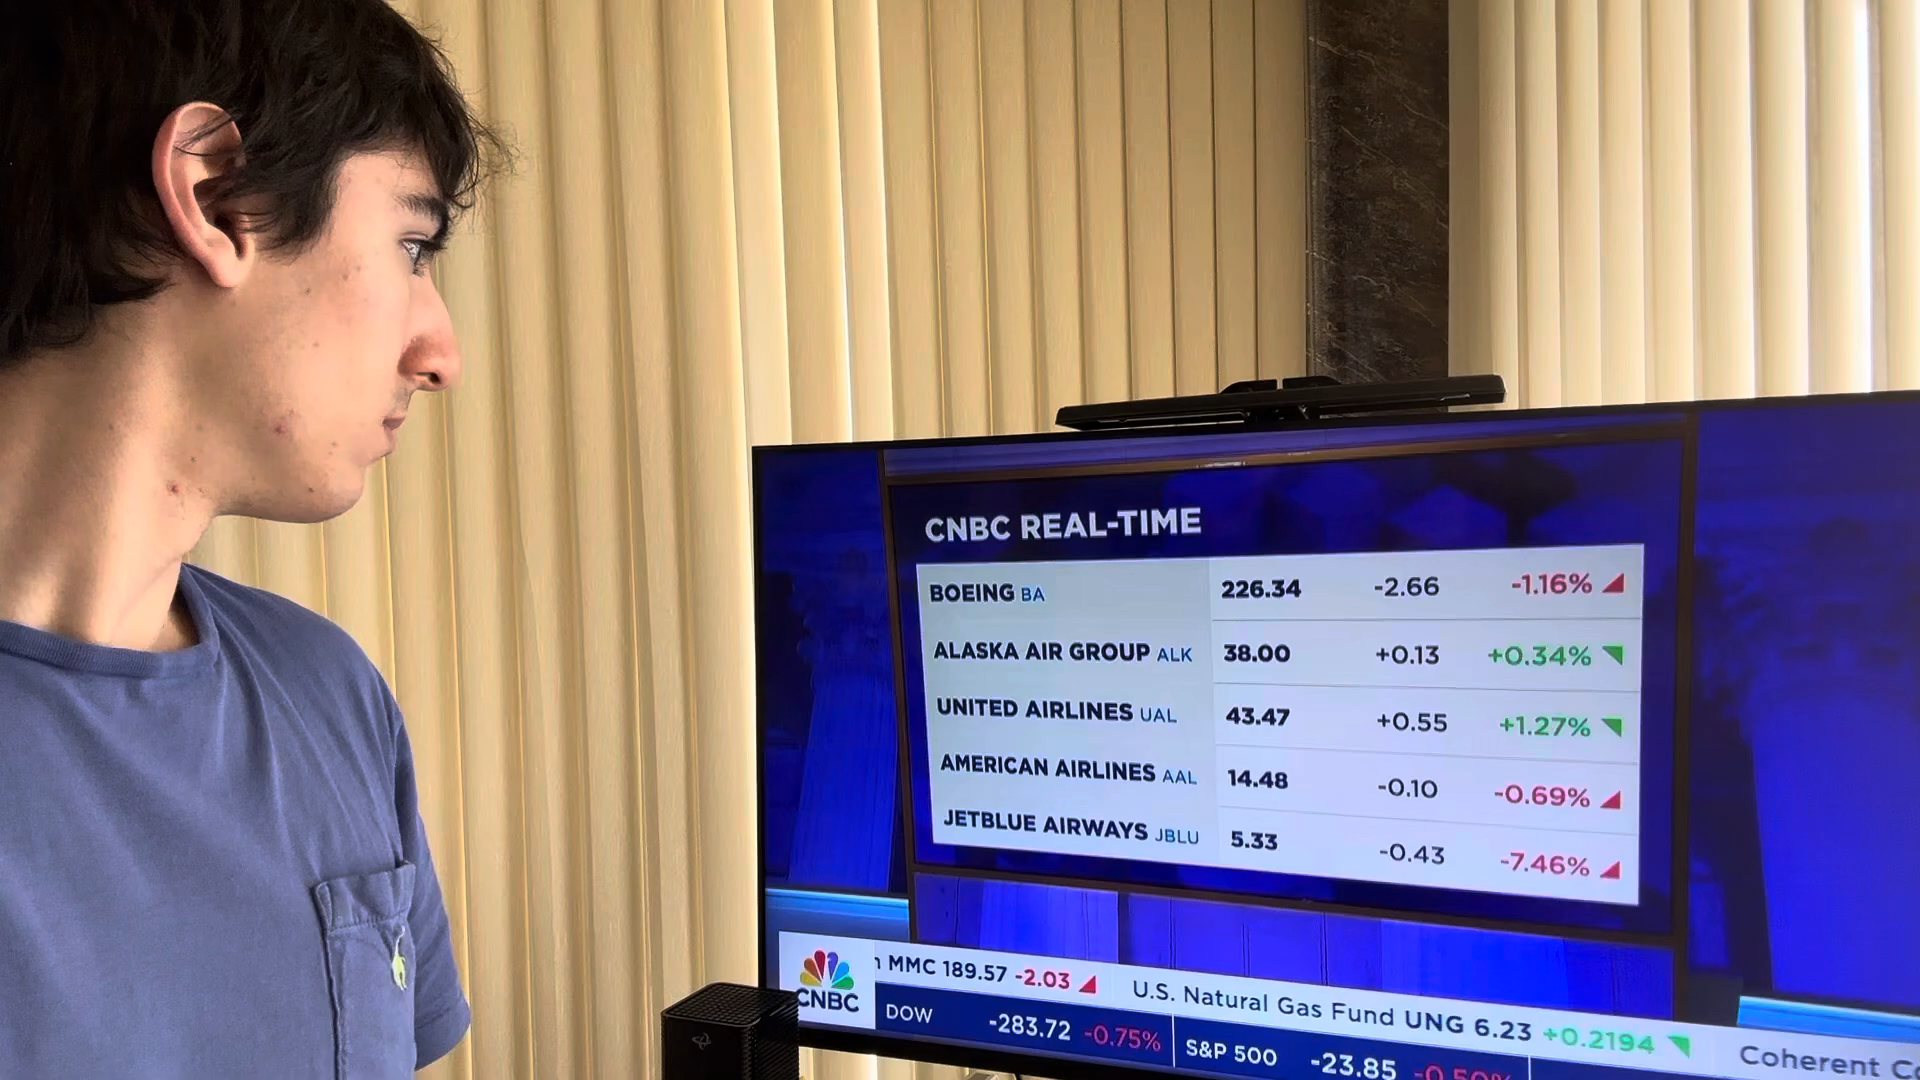 CNBC REAL-TIME
BOEING BA 226.34 -2.66 -1.16%
ALASKA AIR GROUP ALK 38.00 +0.13 +0.34%
UNITED AIRLINES UAL 43.47 +0.55 +1.27%
AMERICAN AIRLINES AAL 14.48 -0.10 -0.69%
JETBLUE AIRWAYS JBLU 5.33 -0.43 -7.46%
MMC 189.57 -2.03 U.S. Natural Gas Fund UNG 6.23 +0.2194 Coherent
CNBC
DOW -283.72 -0.75% S&P 500 -23.85 -0.50%